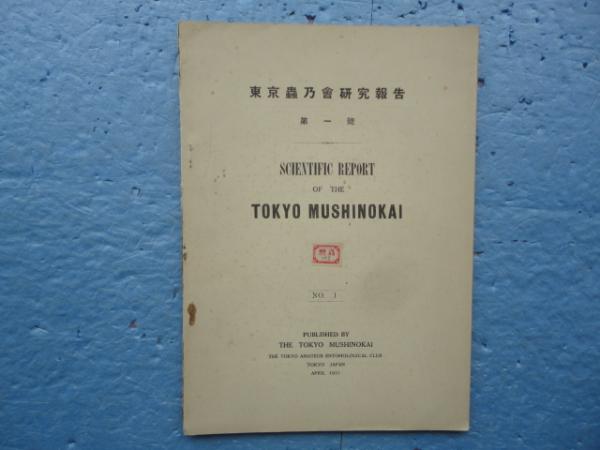 東京蟲乃會研究報告
第一號
SCIENTIFIC REPORT
OF THE
TOKYO MUSHINOKAI
NO. 1
PUBLISHED BY
THE TOKYO MUSHINOKAI
THE TOKYO AMATEUR ENTOMOLOGICAL CLUB
TOKYO JAPAN
APRIL